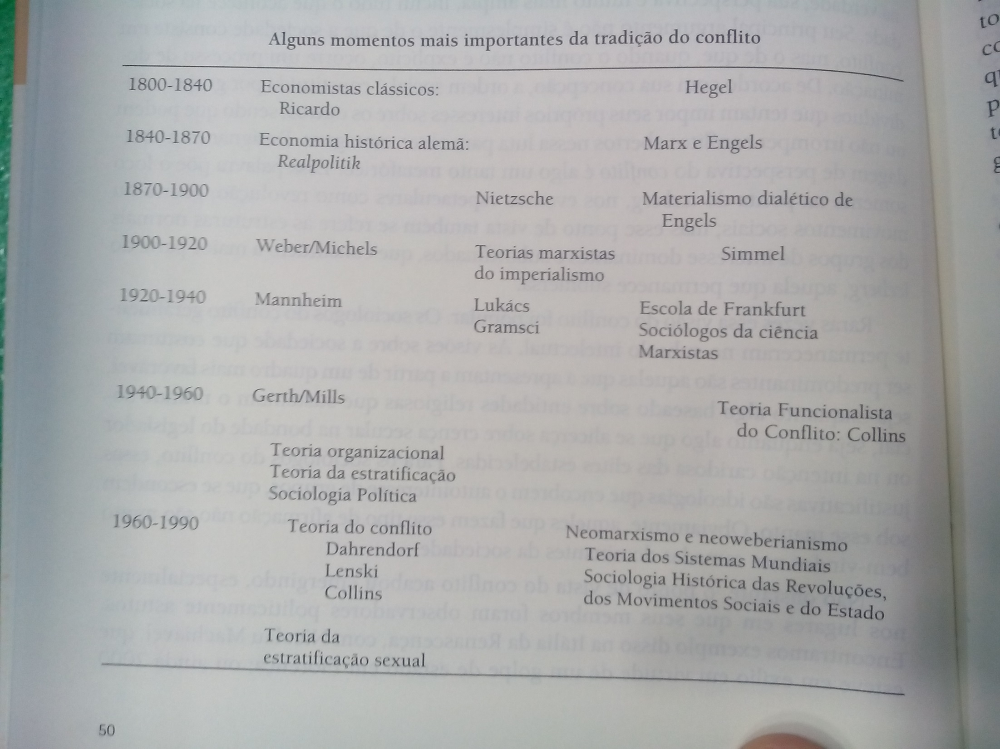 Alguns momentos mais importantes da tradição do conflito
1800-1840 Economistas clássicos: Hegel
Ricardo
1840-1870 Economia histórica alemã: Marx e Engels
Realpolitik
1870-1900 Nietzsche Materialismo dialético de
Engels
1900-1920 Weber/Michels Teorias marxistas Simmel
do imperialismo
1920-1940 Mannheim Lukács Escola de Frankfurt
Gramsci Sociólogos da ciência
Marxistas
1940-1960 Gerth/Mills Teoria Funcionalista
do Conflito: Collins
Teoria organizacional
Teoria da estratificação
Sociologia Política
1960-1990 Teoria do conflito Neomarxismo e neoweberianismo
Dahrendorf Teoria dos Sistemas Mundiais
Lenski Sociologia Histórica das Revoluções,
Collins dos Movimentos Sociais e do Estado
Teoria da
estratificação sexual
50